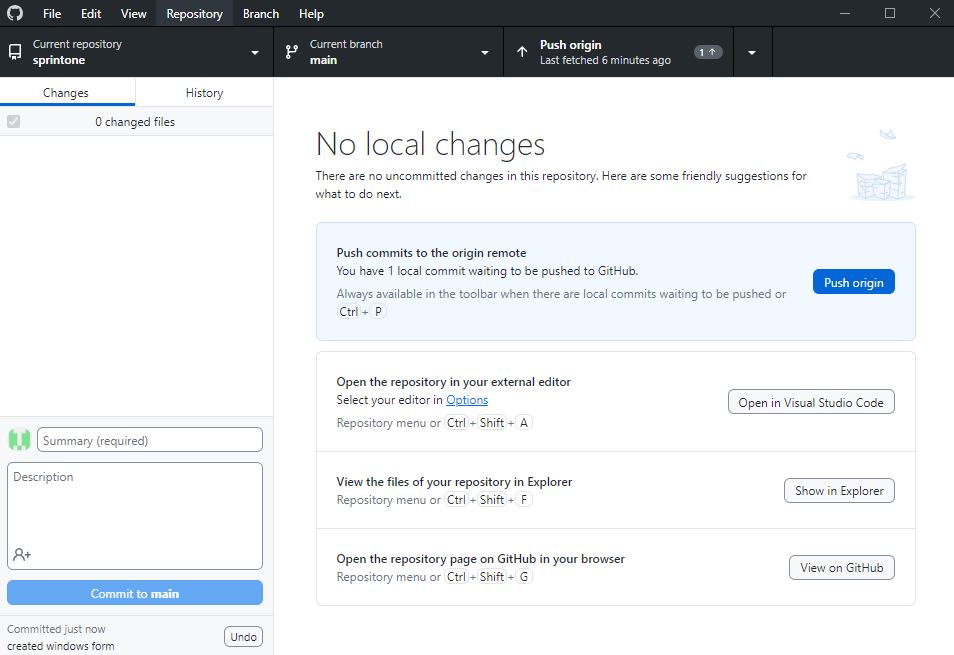 File Edit View Repository Branch Help
Current repository
sprintone
Current branch
main
Push origin
Last fetched 6 minutes ago
1
Changes
History
0 changed files
No local changes
There are no uncommitted changes in this repository. Here are some friendly suggestions for
what to do next.
Push commits to the origin remote
You have 1 local commit waiting to be pushed to GitHub.
Always available in the toolbar when there are local commits waiting to be pushed or
Ctrl + P
Push origin
Open the repository in your external editor
Select your editor in Options
Repository menu or Ctrl + Shift + A
Open in Visual Studio Code
View the files of your repository in Explorer
Repository menu or Ctrl + Shift + F
Show in Explorer
Open the repository page on GitHub in your browser
Repository menu or Ctrl + Shift + G
View on GitHub
Summary (required)
Description
Commit to main
Committed just now
created windows form
Undo